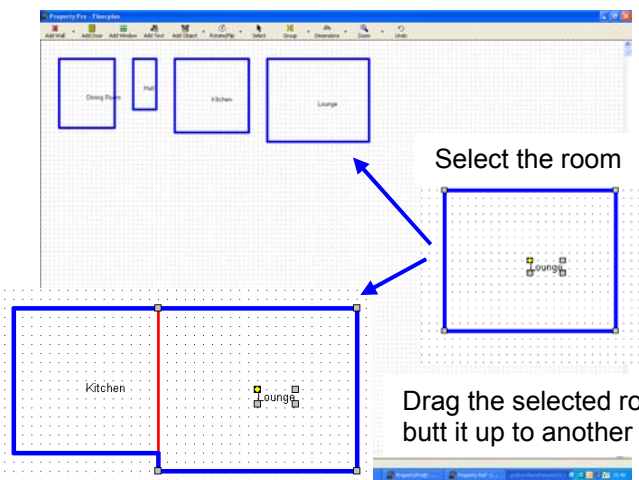 Property Pro - Floorplan
Add Wall Add Door Add Window Add Text Add Object Rotate/Flip Select Group Dimensions Zoom Undo
Dining Room Hall Kitchen Lounge
Select the room
Lounge
Kitchen Lounge
Drag the selected ro
butt it up to another